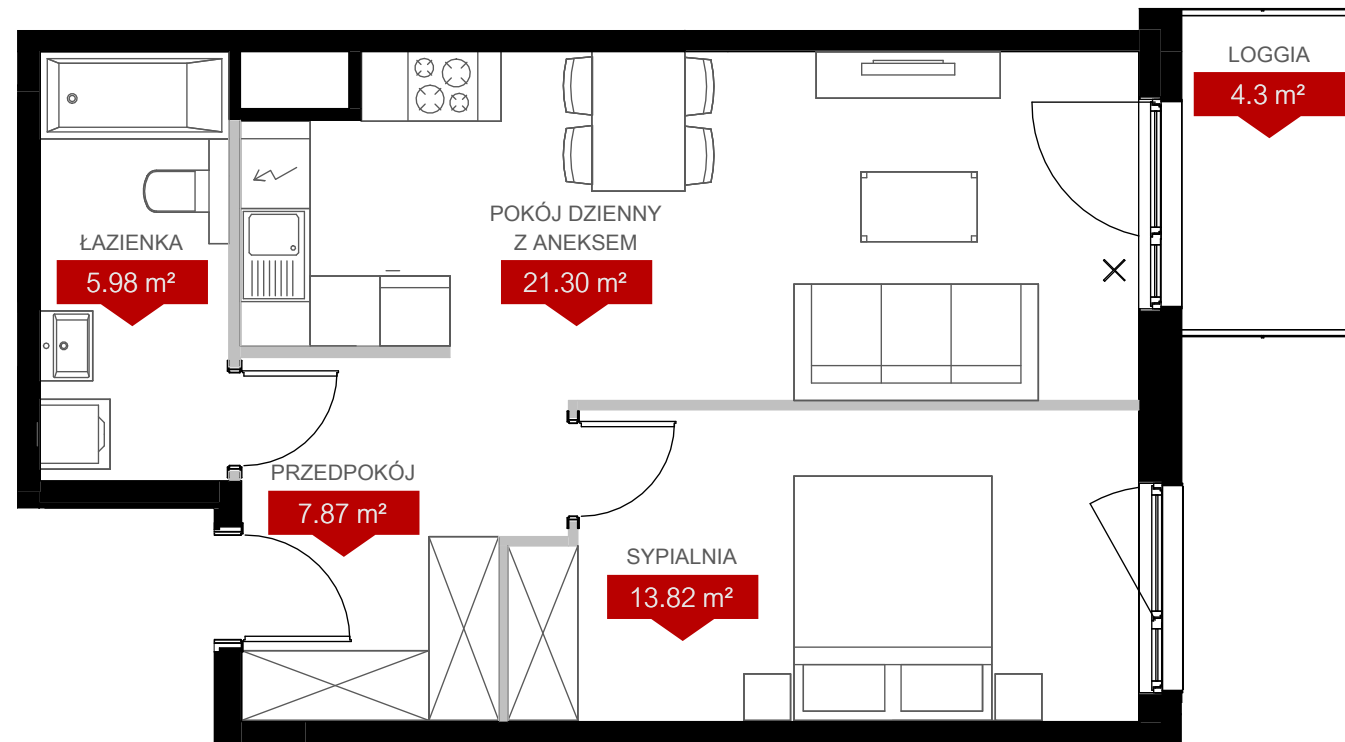 LOGGIA
4.3 m²
POKÓJ DZIENNY
Z ANEKSEM
21.30 m²
ŁAZIENKA
5.98 m²
PRZEDPOKÓJ
7.87 m²
SYPIALNIA
13.82 m²